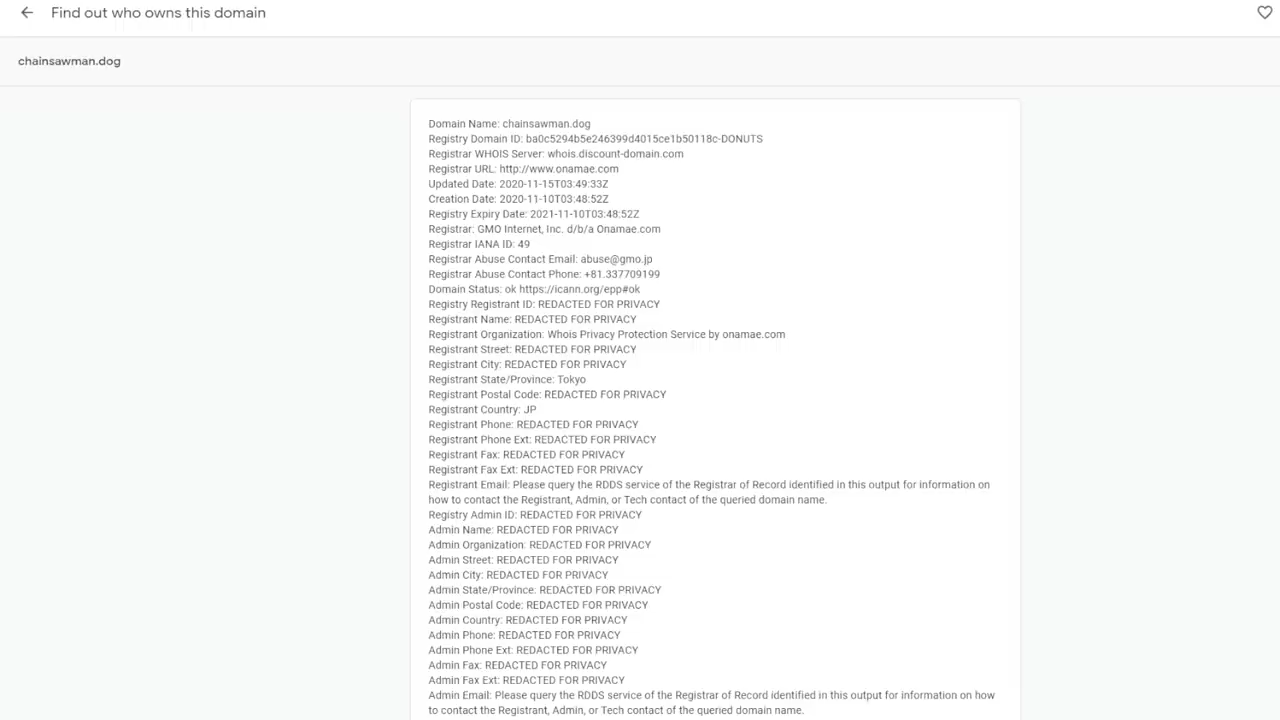 Find out who owns this domain
chainsawman.dog
Domain Name: chainsawman.dog
Registry Domain ID: ba0c5294b5e246399d4015ce1b50118c-DONUTS
Registrar WHOIS Server: whois.discount-domain.com
Registrar URL: http://www.onamae.com
Updated Date: 2020-11-15T03:49:33Z
Creation Date: 2020-11-10T03:48:52Z
Registry Expiry Date: 2021-11-10T03:48:52Z
Registrar: GMO Internet, Inc. d/b/a Onamae.com
Registrar IANA ID: 49
Registrar Abuse Contact Email: abuse@gmo.jp
Registrar Abuse Contact Phone: +81.337709199
Domain Status: ok https://icann.org/epp#ok
Registry Registrant ID: REDACTED FOR PRIVACY
Registrant Name: REDACTED FOR PRIVACY
Registrant Organization: Whois Privacy Protection Service by onamae.com
Registrant Street: REDACTED FOR PRIVACY
Registrant City: REDACTED FOR PRIVACY
Registrant State/Province: Tokyo
Registrant Postal Code: REDACTED FOR PRIVACY
Registrant Country: JP
Registrant Phone: REDACTED FOR PRIVACY
Registrant Phone Ext: REDACTED FOR PRIVACY
Registrant Fax: REDACTED FOR PRIVACY
Registrant Fax Ext: REDACTED FOR PRIVACY
Registrant Email: Please query the RDDS service of the Registrar of Record identified in this output for information on
how to contact the Registrant, Admin, or Tech contact of the queried domain name.
Registry Admin ID: REDACTED FOR PRIVACY
Admin Name: REDACTED FOR PRIVACY
Admin Organization: REDACTED FOR PRIVACY
Admin Street: REDACTED FOR PRIVACY
Admin City: REDACTED FOR PRIVACY
Admin State/Province: REDACTED FOR PRIVACY
Admin Postal Code: REDACTED FOR PRIVACY
Admin Country: REDACTED FOR PRIVACY
Admin Phone: REDACTED FOR PRIVACY
Admin Phone Ext: REDACTED FOR PRIVACY
Admin Fax: REDACTED FOR PRIVACY
Admin Fax Ext: REDACTED FOR PRIVACY
Admin Email: Please query the RDDS service of the Registrar of Record identified in this output for information on how
to contact the Registrant, Admin, or Tech contact of the queried domain name.